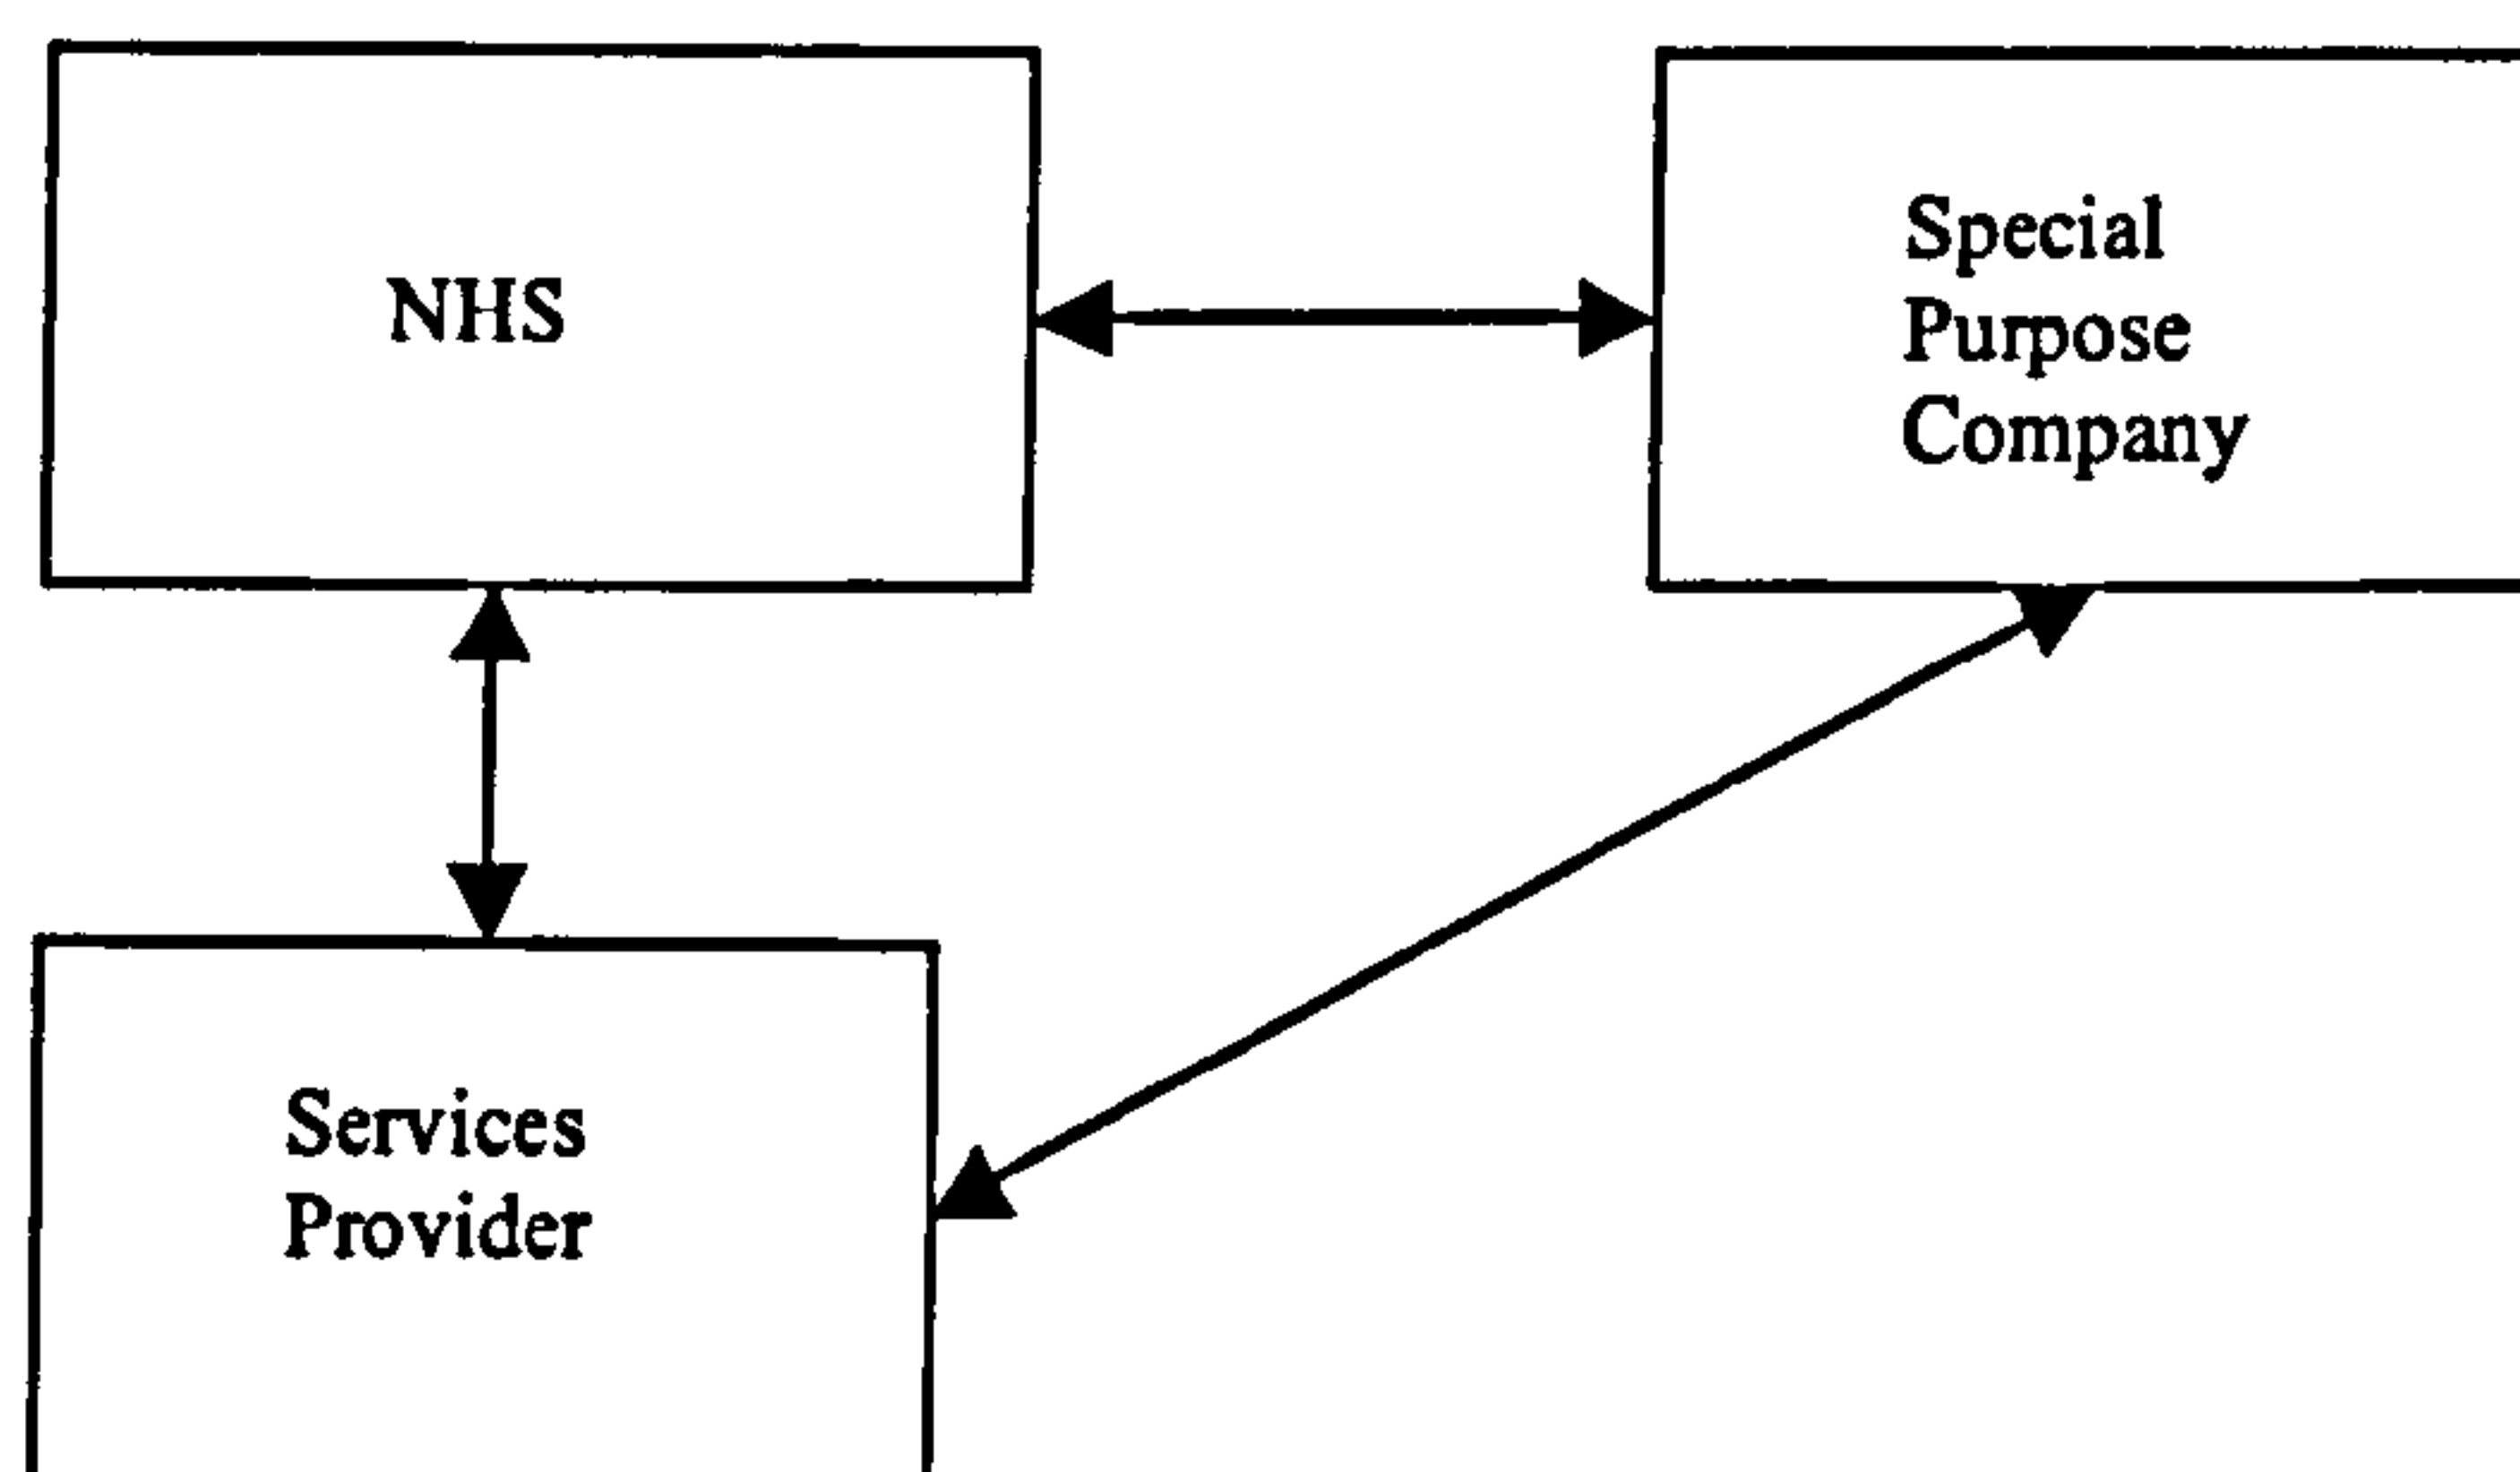 NHS
Special
Purpose
Company
Services
Provider